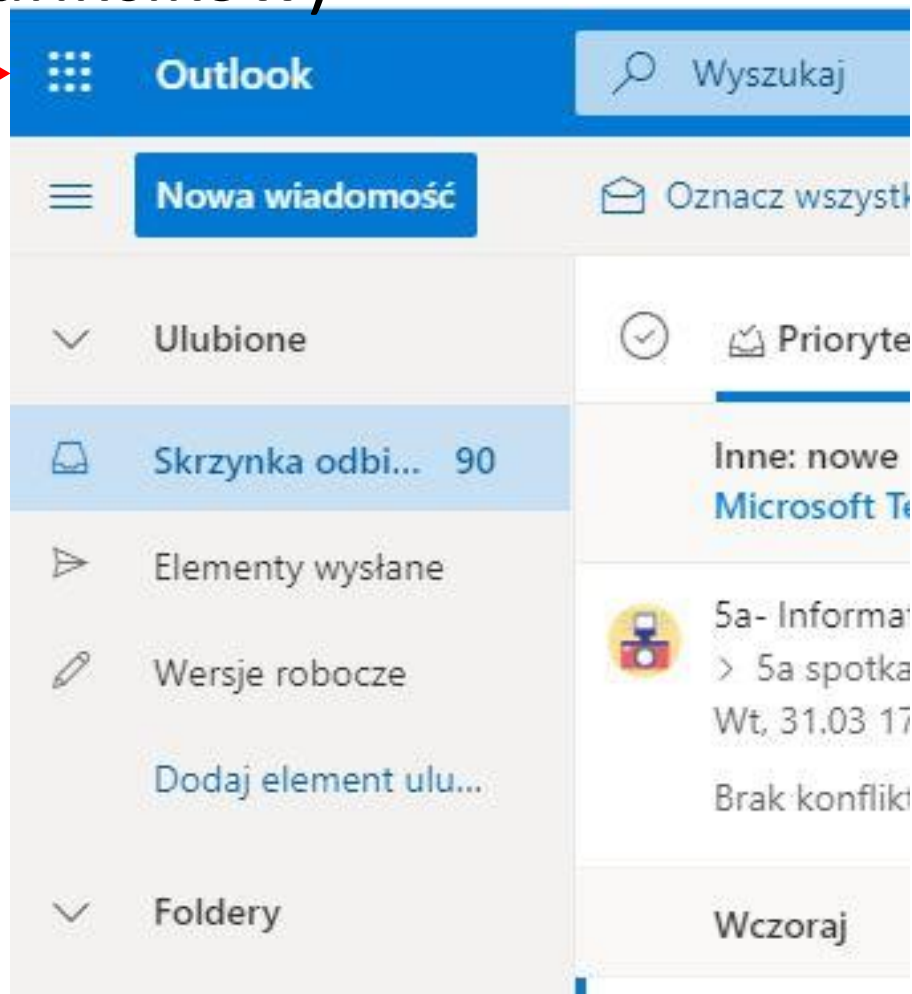 Outlook
Wyszukaj
Nowa wiadomość
Oznacz wszystk
Ulubione
Prioryte
Skrzynka odbi... 90
Inne: nowe
Microsoft Te
Elementy wysłane
5a- Informat
> 5a spotka
Wersje robocze
Wt, 31.03 17
Dodaj element ulu...
Brak konflikt
Foldery
Wczoraj